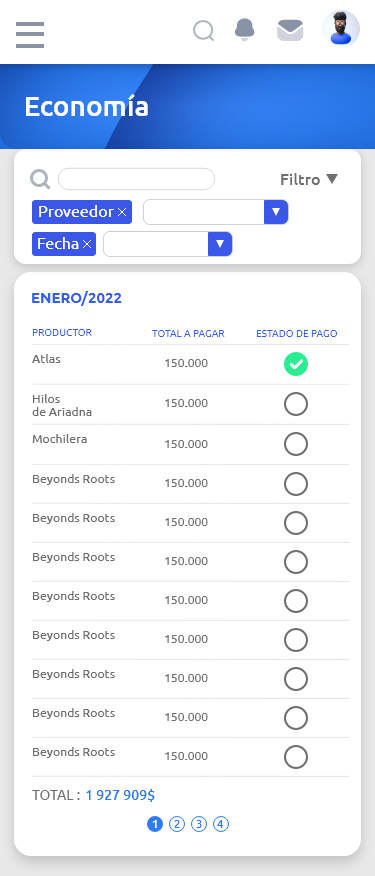 Economía
Filtro
Proveedor
Fecha
ENERO/2022
PRODUCTOR TOTAL A PAGAR ESTADO DE PAGO
Atlas 150.000
Hilos
de Ariadna 150.000
Mochilera 150.000
Beyonds Roots 150.000
Beyonds Roots 150.000
Beyonds Roots 150.000
Beyonds Roots 150.000
Beyonds Roots 150.000
Beyonds Roots 150.000
Beyonds Roots 150.000
Beyonds Roots 150.000
TOTAL : 1 927 909$
1 2 3 4